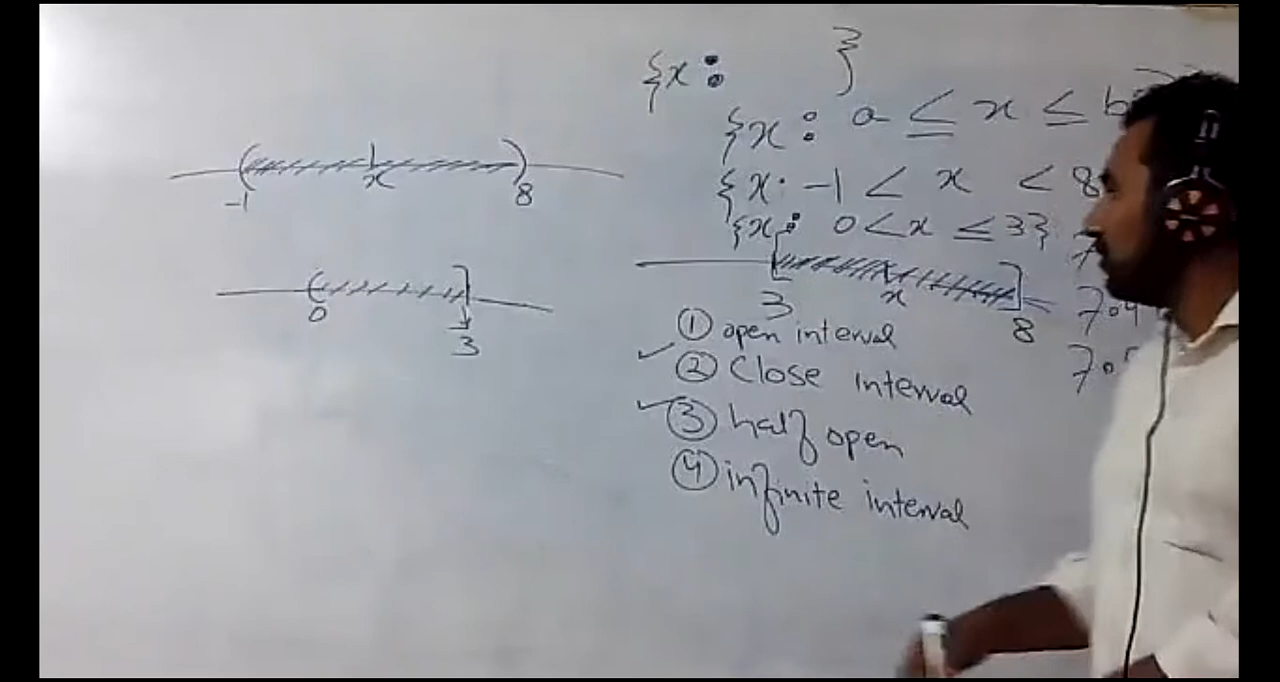 {x: }
{x: a ≤ x ≤ b
{x: -1 < x < 8
{x: 0 < x ≤ 3}
-1 x 8
0 3
3 x 8
① open interval
② Close interval
③ half open
④ infinite interval